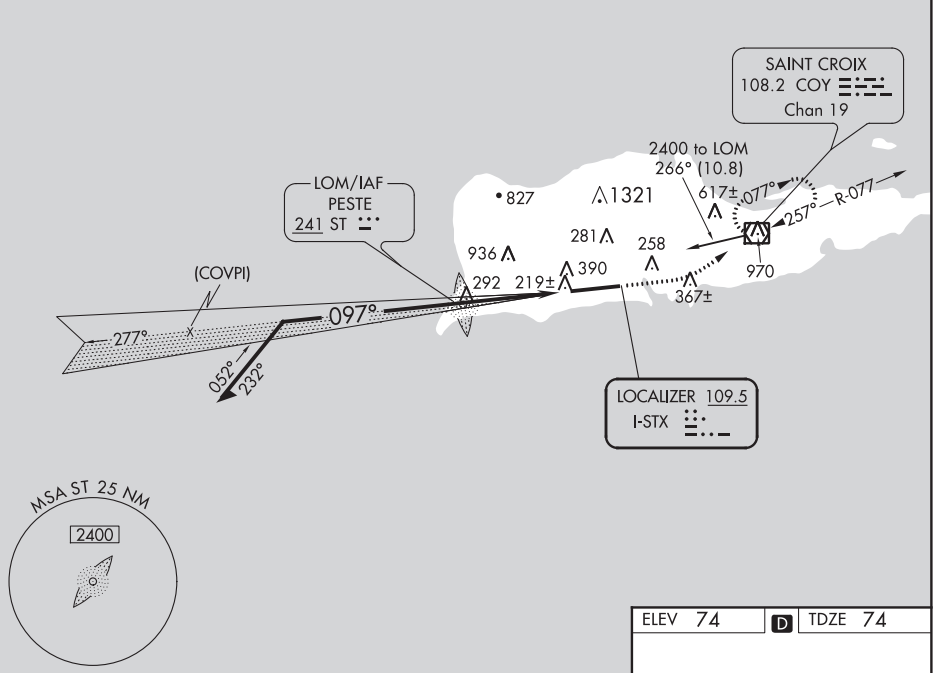 SAINT CROIX
108.2 COY
Chan 19
2400 to LOM
266° (10.8)
LOM/IAF
PESTE
241 ST
827
1321
617±
077°
257°
R-077
281
936
258
(COVPI)
292
219±
390
970
367±
097°
277°
052°
232°
LOCALIZER 109.5
I-STX
MSA ST 25 NM
2400
ELEV 74 D TDZE 74